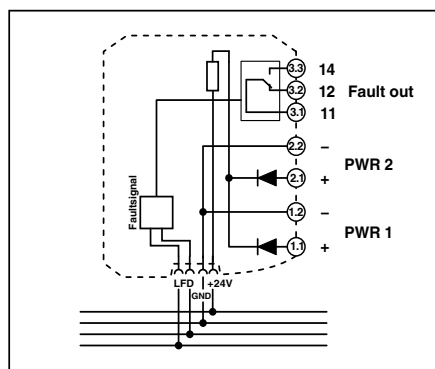 3.3 14
3.2 12 Fault out
3.1 11
2.2 –
PWR 2
2.1 +
1.2 –
PWR 1
1.1 +
Faultsignal
LFD +24V
GND